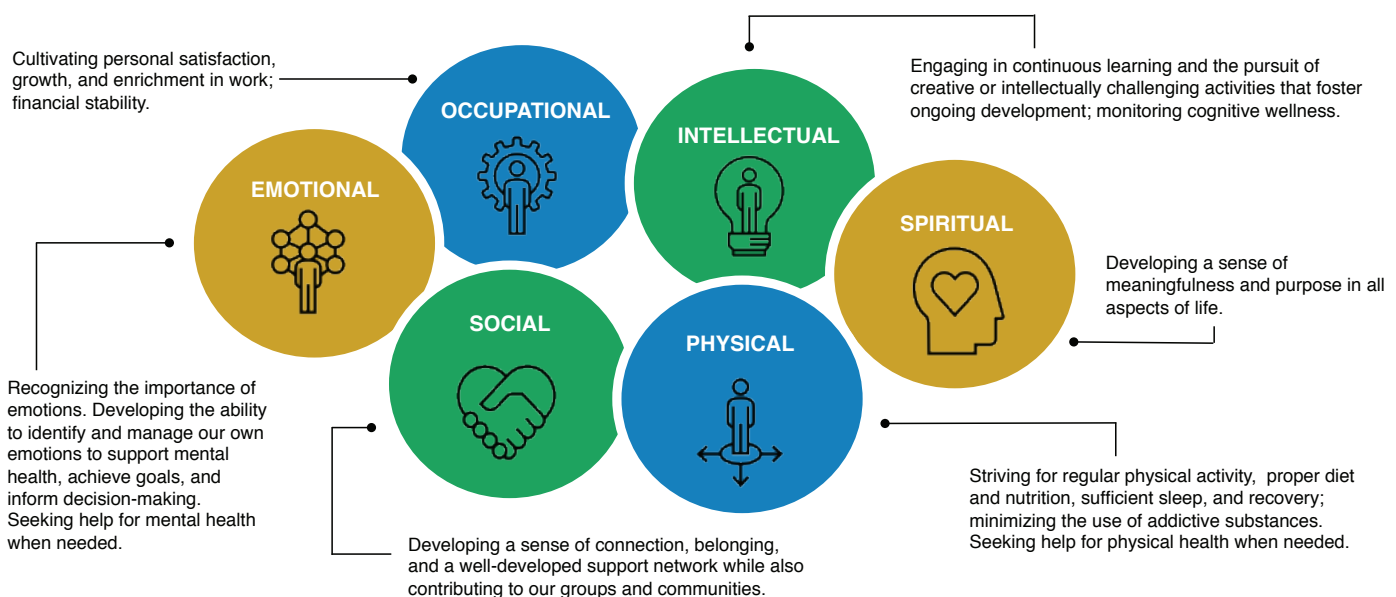 Cultivating personal satisfaction,
growth, and enrichment in work;
financial stability.
OCCUPATIONAL
Engaging in continuous learning and the pursuit of
creative or intellectually challenging activities that foster
ongoing development; monitoring cognitive wellness.
INTELLECTUAL
EMOTIONAL
Recognizing the importance of
emotions. Developing the ability
to identify and manage our own
emotions to support mental
health, achieve goals, and
inform decision-making.
Seeking help for mental health
when needed.
SPIRITUAL
Developing a sense of
meaningfulness and purpose in all
aspects of life.
SOCIAL
Developing a sense of connection, belonging,
and a well-developed support network while also
contributing to our groups and communities.
PHYSICAL
Striving for regular physical activity, proper diet
and nutrition, sufficient sleep, and recovery;
minimizing the use of addictive substances.
Seeking help for physical health when needed.